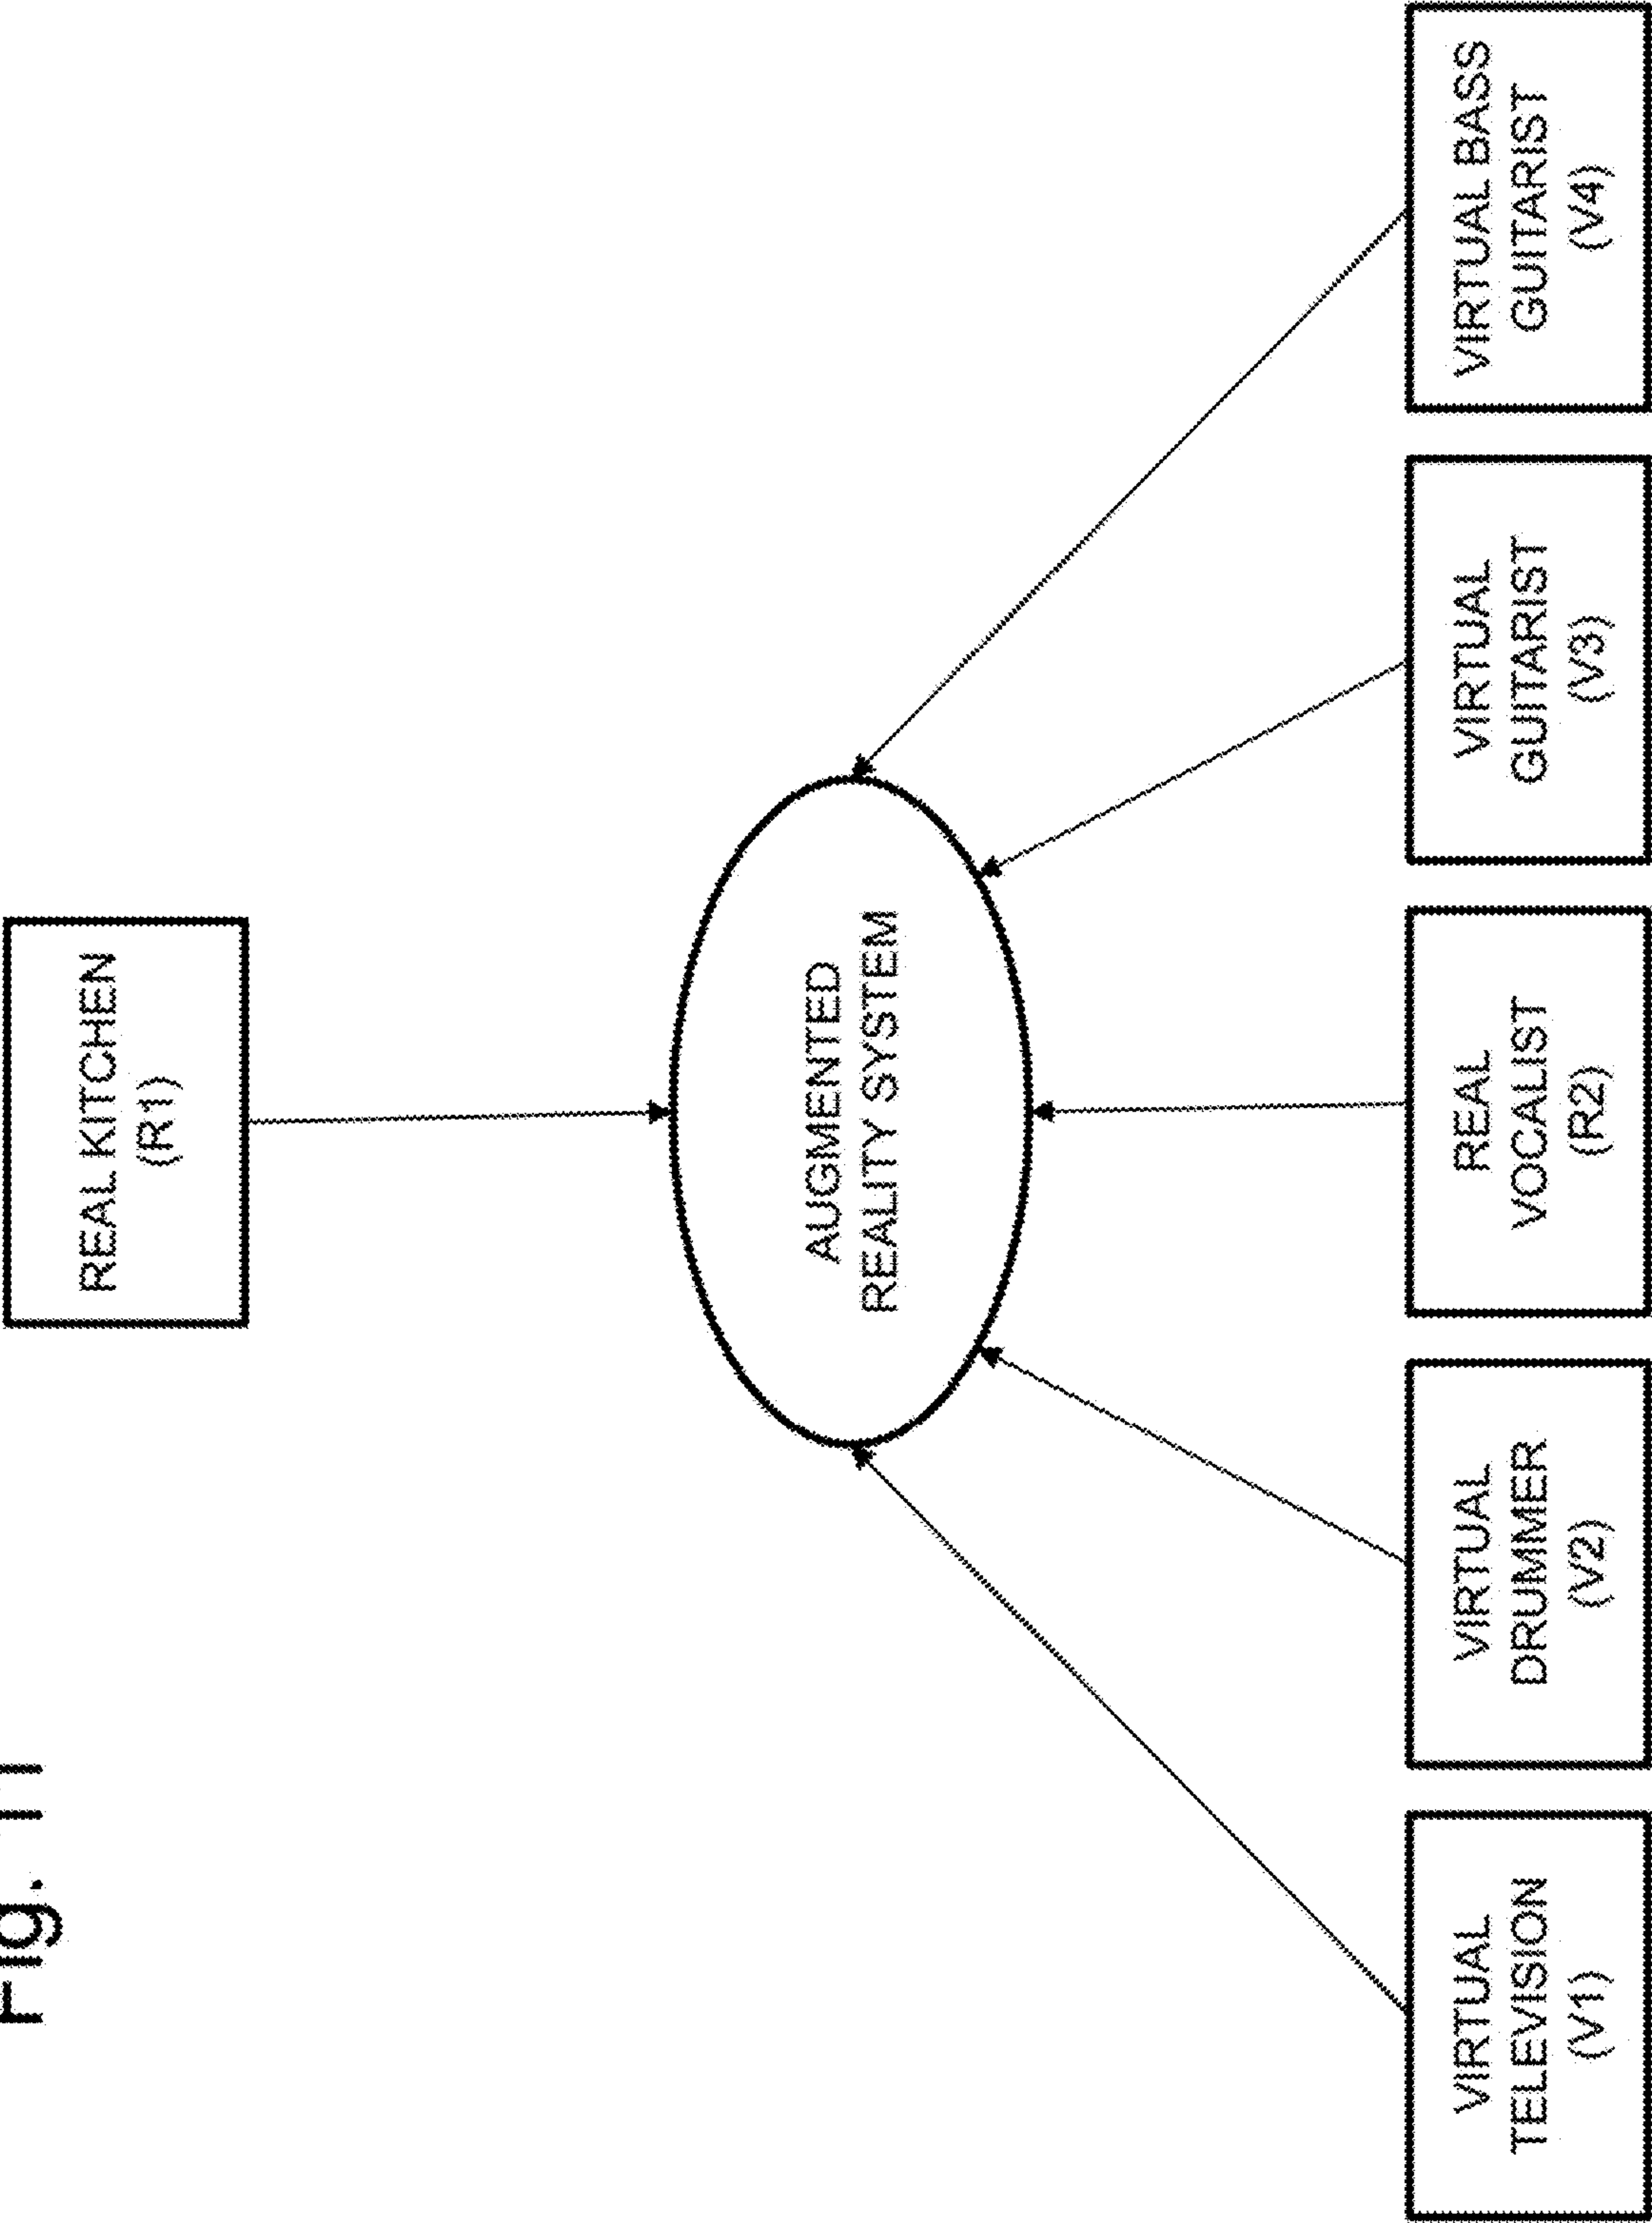 Fig. 11
REAL KITCHEN
(R1)
AUGMENTED
REALITY SYSTEM
VIRTUAL
TELEVISION
(V1)
VIRTUAL
DRUMMER
(V2)
REAL
VOCALIST
(R2)
VIRTUAL
GUITARIST
(V3)
VIRTUAL BASS
GUITARIST
(V4)